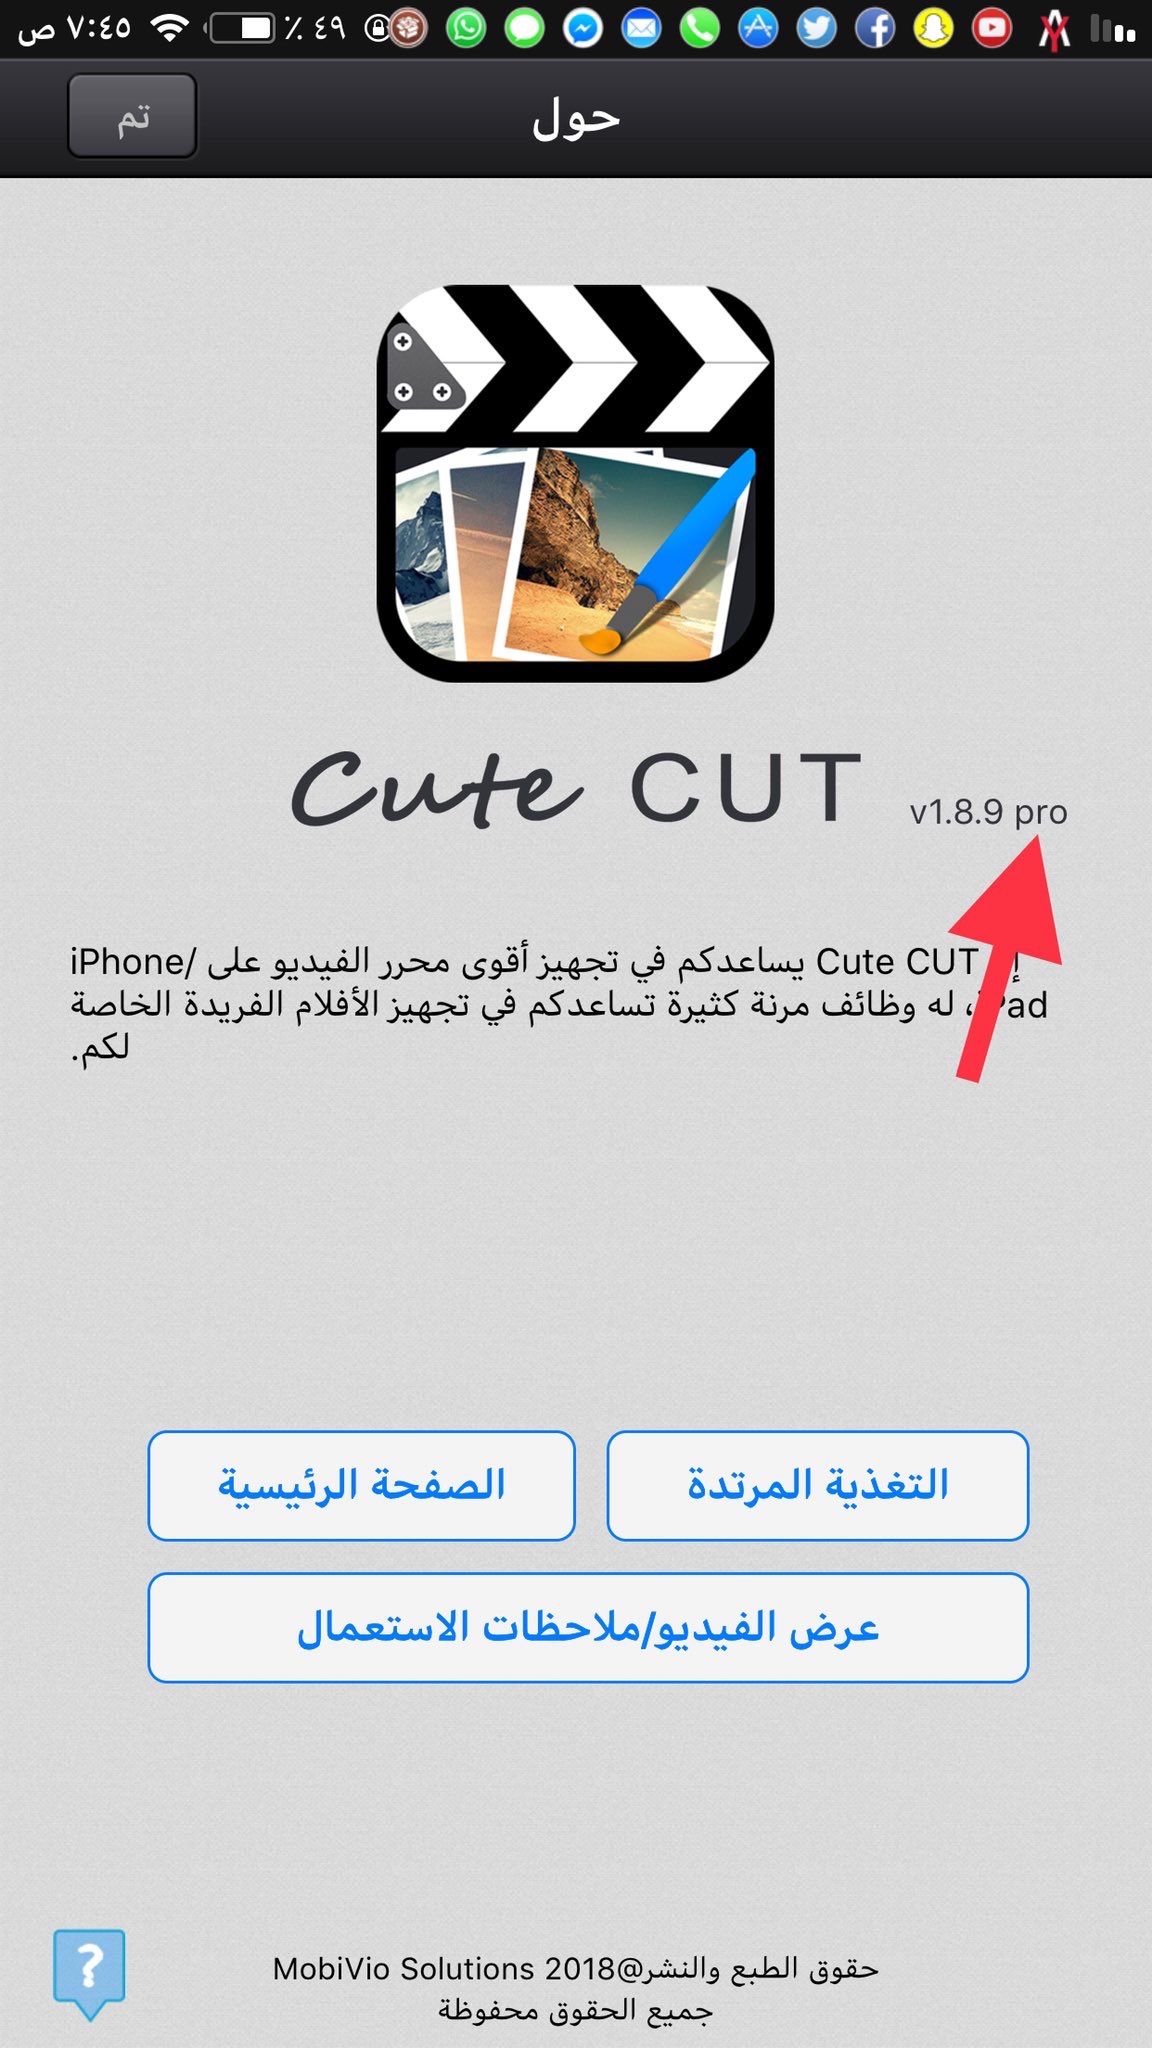 ٧:٤٥ ص
٤٩ ٪
حول
تم
Cute CUT v1.8.9 pro
Cute CUT يساعدكم في تجهيز أقوى محرر الفيديو على iPhone/
iPad، له وظائف مرنة كثيرة تساعدكم في تجهيز الأفلام الفريدة الخاصة
لكم.
التغذية المرتدة
الصفحة الرئيسية
عرض الفيديو/ملاحظات الاستعمال
حقوق الطبع والنشر@MobiVio Solutions 2018
جميع الحقوق محفوظة
?